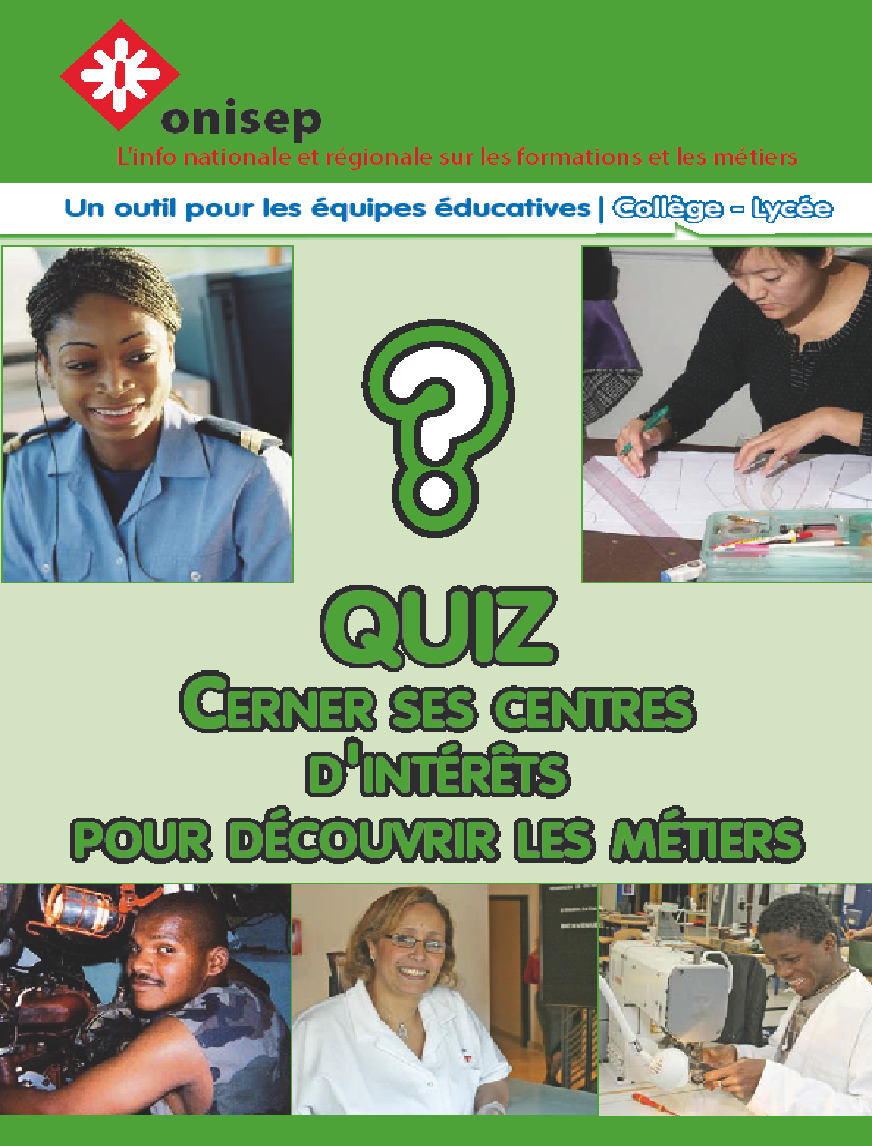 onisep
L'info nationale et régionale sur les formations et les métiers
Un outil pour les équipes éducatives | Collège - Lycée
?
QUIZ
CERNER SES CENTRES
D'INTÉRÊTS
POUR DÉCOUVRIR LES MÉTIERS